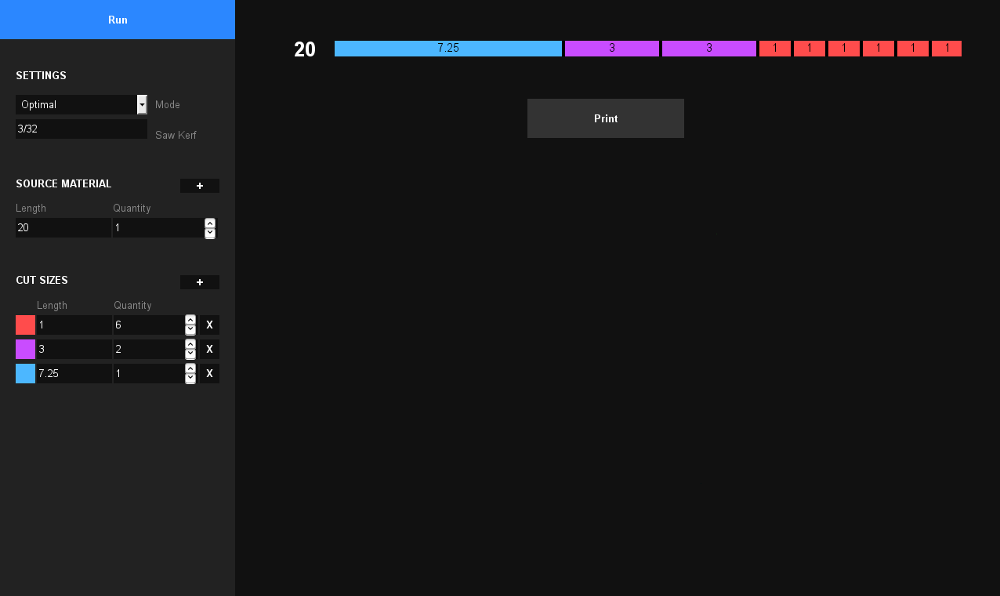 Run
20 7.25 3 3 1 1 1 1 1 1
SETTINGS
Optimal Mode
3/32 Saw Kerf
Print
SOURCE MATERIAL +
Length Quantity
20 1
CUT SIZES +
Length Quantity
1 6 X
3 2 X
7.25 1 X